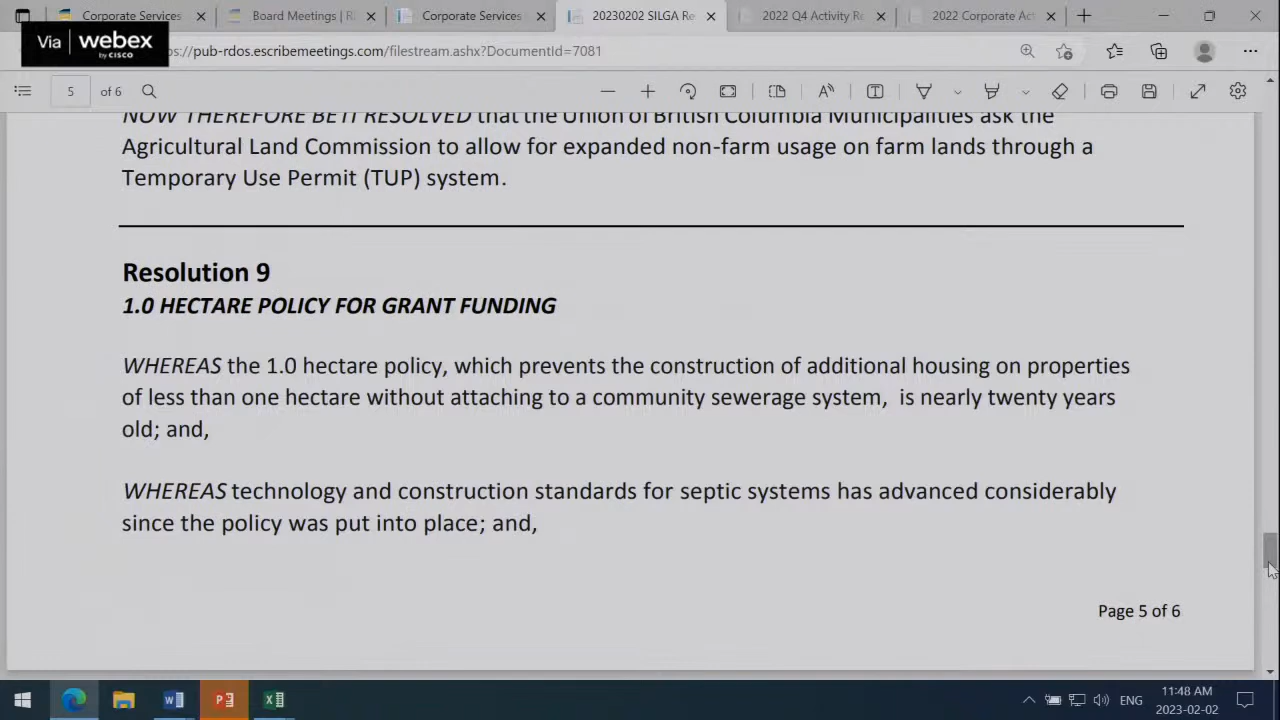 Corporate Services
Board Meetings | R
Corporate Services
20230202 SILGA Re
2022 Q4 Activity Re
2022 Corporate Act
Via webex
by CISCO
s://pub-rdos.escribemeetings.com/filestream.ashx?DocumentId=7081
5 of 6
NOW THEREFORE BE IT RESOLVED that the Union of British Columbia Municipalities ask the
Agricultural Land Commission to allow for expanded non-farm usage on farm lands through a
Temporary Use Permit (TUP) system.
Resolution 9
1.0 HECTARE POLICY FOR GRANT FUNDING
WHEREAS the 1.0 hectare policy, which prevents the construction of additional housing on properties
of less than one hectare without attaching to a community sewerage system,  is nearly twenty years
old; and,
WHEREAS technology and construction standards for septic systems has advanced considerably
since the policy was put into place; and,
Page 5 of 6
ENG
11:48 AM
2023-02-02